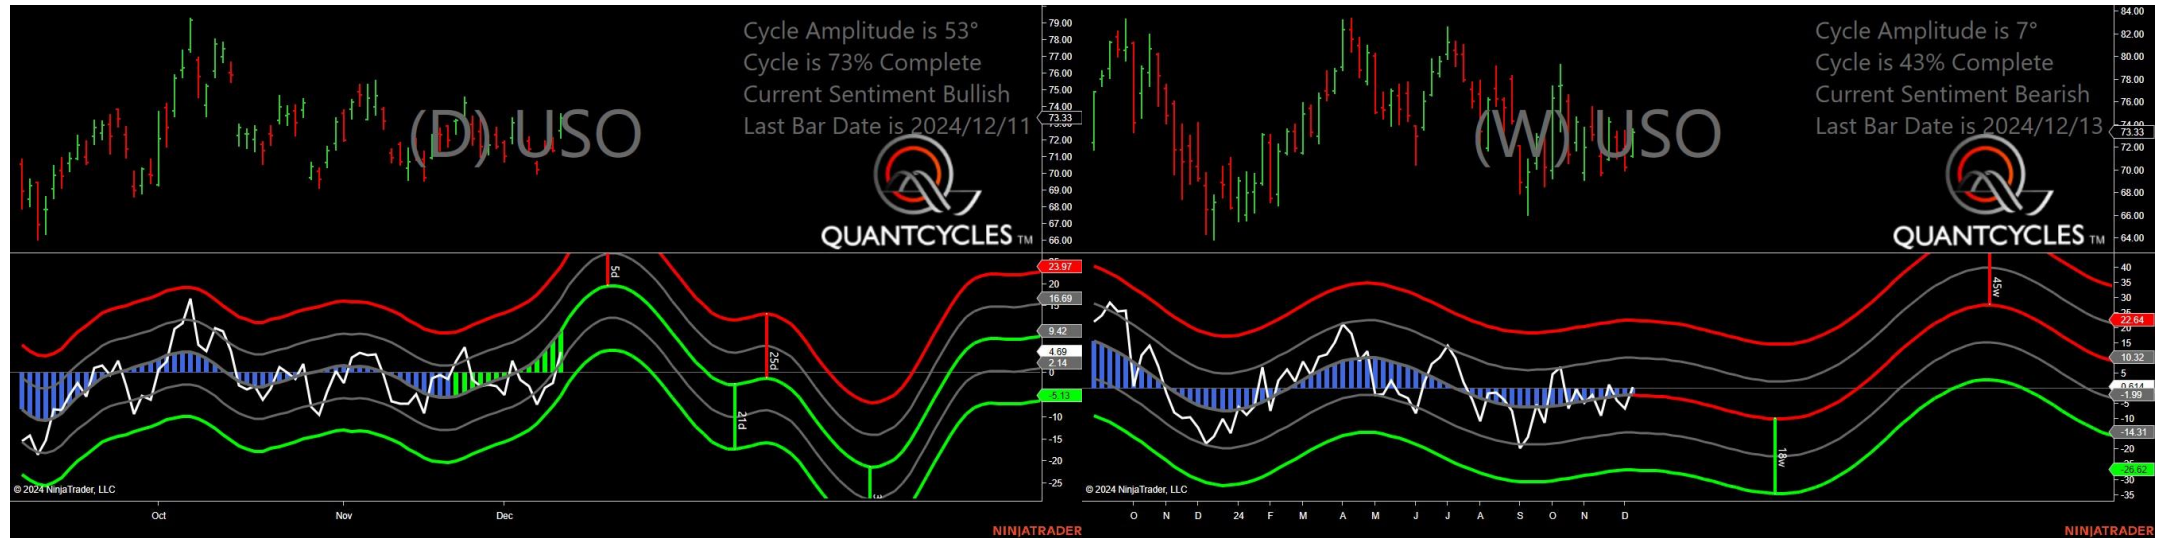 Cycle Amplitude is 53°
Cycle is 73% Complete
Current Sentiment Bullish
Last Bar Date is 2024/12/11
(D) USO
QUANTCYCLES TM
79.00
78.00
77.00
76.00
75.00
74.00
73.33
72.00
71.00
70.00
69.00
68.00
67.00
66.00
5d
25d
21d
23.97
20
16.69
9.42
4.69
2.14
0
-5.13
-10
-15
-20
-25
© 2024 NinjaTrader, LLC
Oct Nov Dec
NINJATRADER
Cycle Amplitude is 7°
Cycle is 43% Complete
Current Sentiment Bearish
Last Bar Date is 2024/12/13
(W) USO
QUANTCYCLES TM
84.00
82.00
80.00
78.00
76.00
74.00
73.33
72.00
70.00
68.00
66.00
64.00
45w
18w
40
35
30
22.64
20
15
10.32
5
0.614
-1.99
-5
-10
-14.31
-20
-26.62
-30
-35
© 2024 NinjaTrader, LLC
O N D 24 F M A M J J A S O N D
NINJATRADER